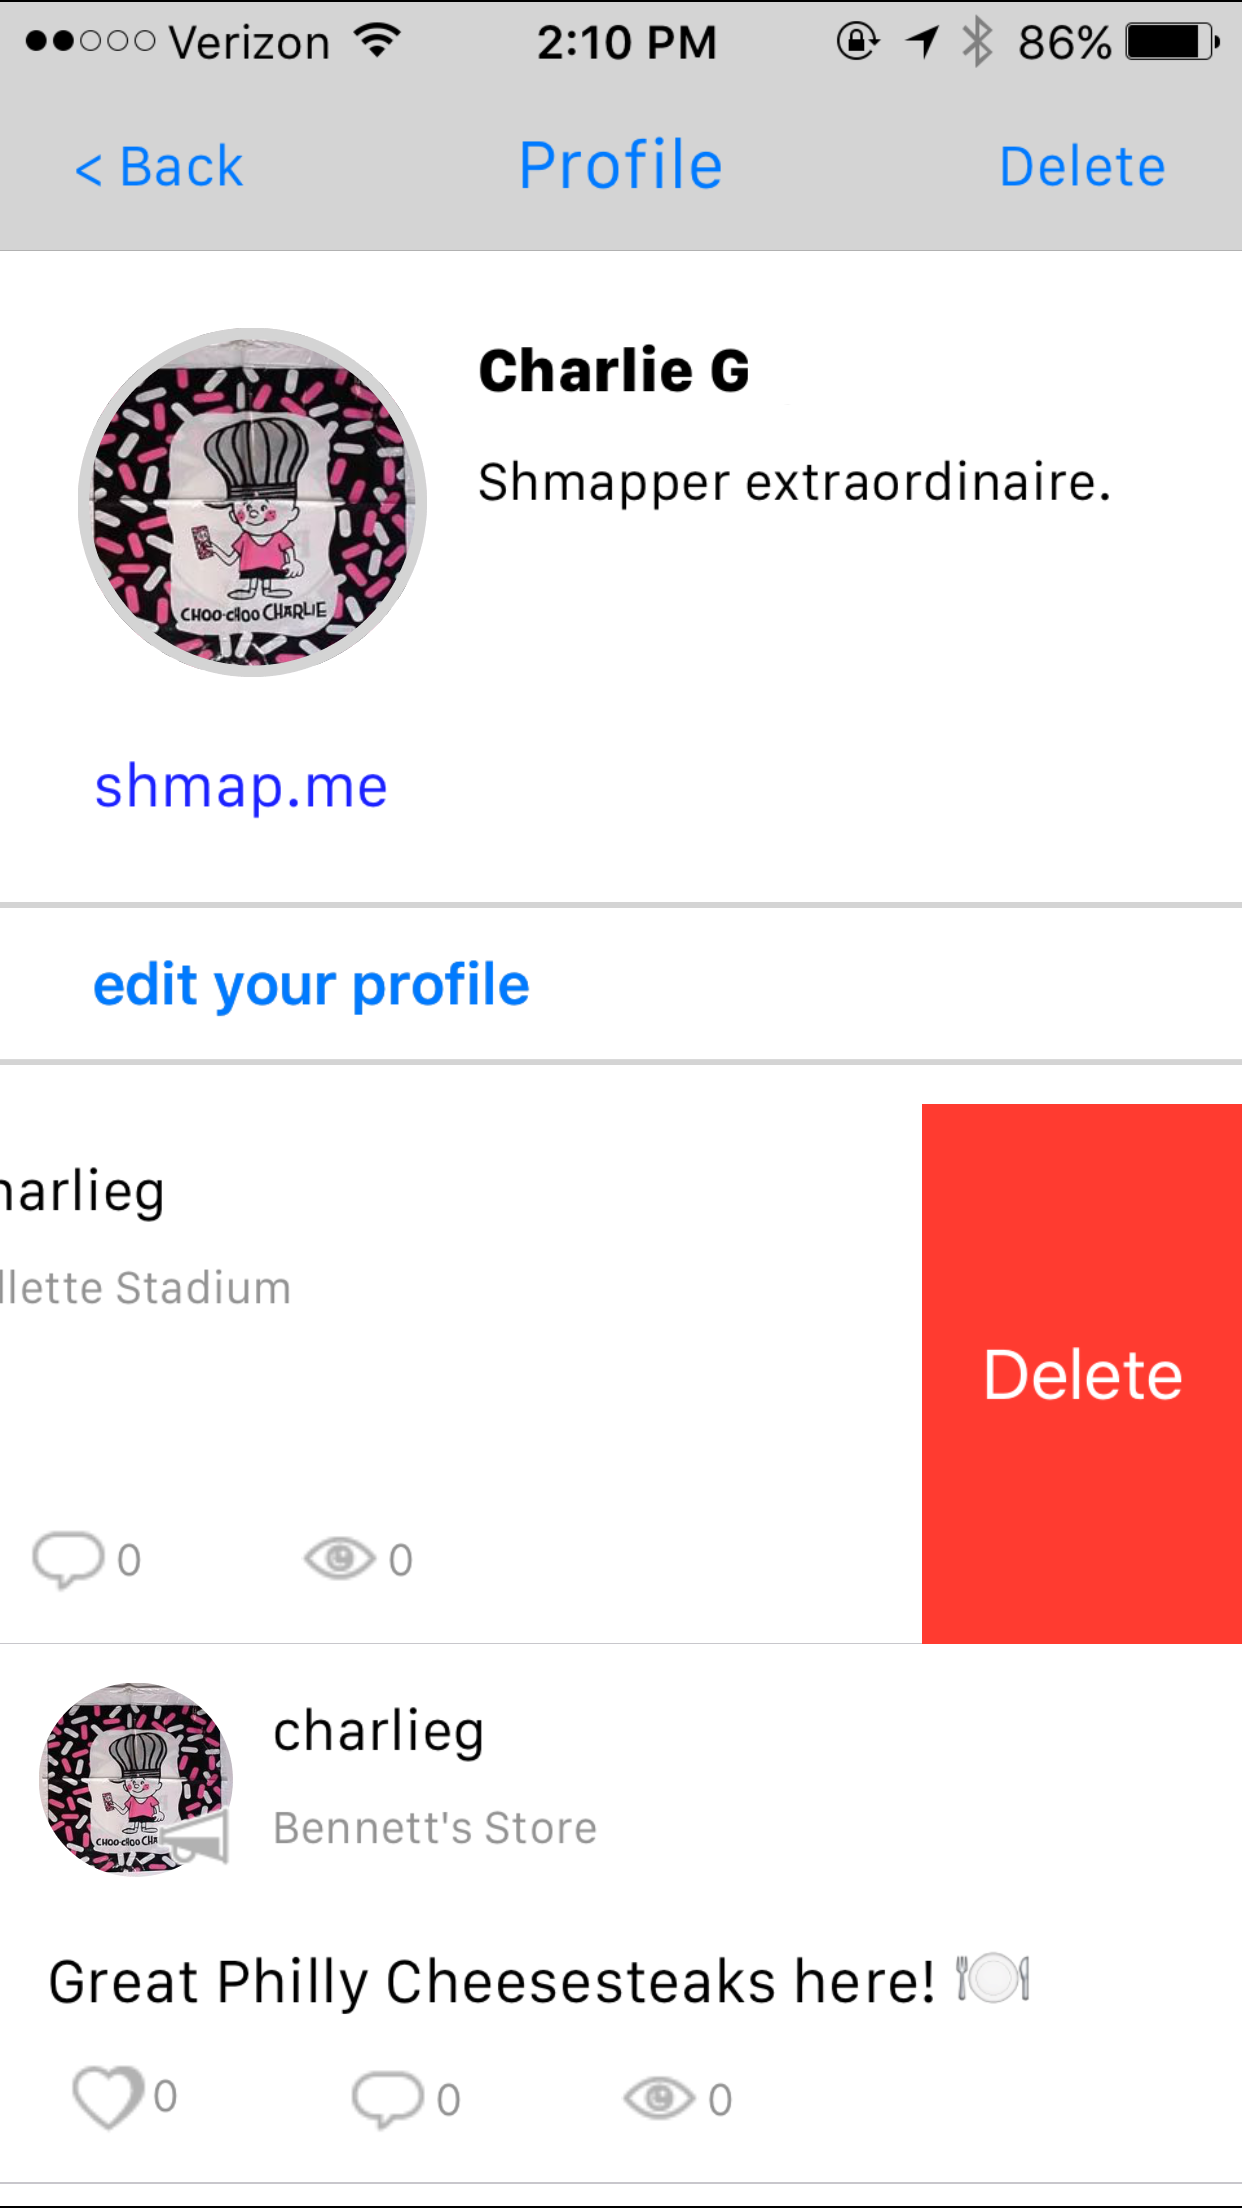 Verizon 2:10 PM 86%
< Back Profile Delete
Charlie G
Shmapper extraordinaire.
CHOO-CHOO CHARLIE
shmap.me
edit your profile
harlieg
llette Stadium
Delete
0 0
charlieg
Bennett's Store
CHOO-CHOO CHA
Great Philly Cheesesteaks here! 🍽
0 0 0